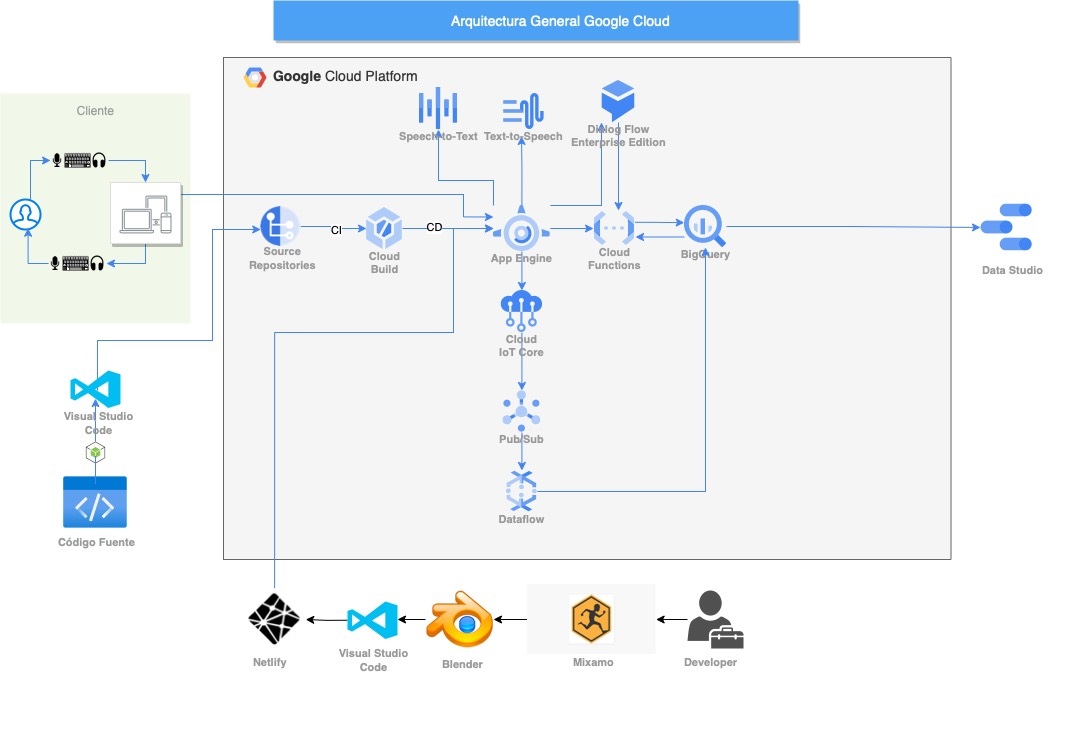 Arquitectura General Google Cloud
Google Cloud Platform
Cliente
Speech-to-Text
Text-to-Speech
Dialog Flow
Enterprise Edition
Source
Repositories
CI
Cloud
Build
CD
App Engine
Cloud
Functions
BigQuery
Data Studio
Cloud
IoT Core
Visual Studio
Code
Pub/Sub
Dataflow
Código Fuente
Netlify
Visual Studio
Code
Blender
Mixamo
Developer